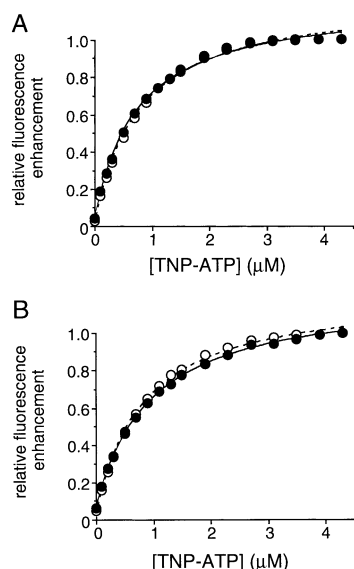 A
relative fluorescence
enhancement
1.0
0.8
0.6
0.4
0.2
0
0
1
2
3
4
[TNP-ATP] (μM)
B
relative fluorescence
enhancement
1.0
0.8
0.6
0.4
0.2
0
0
1
2
3
4
[TNP-ATP] (μM)